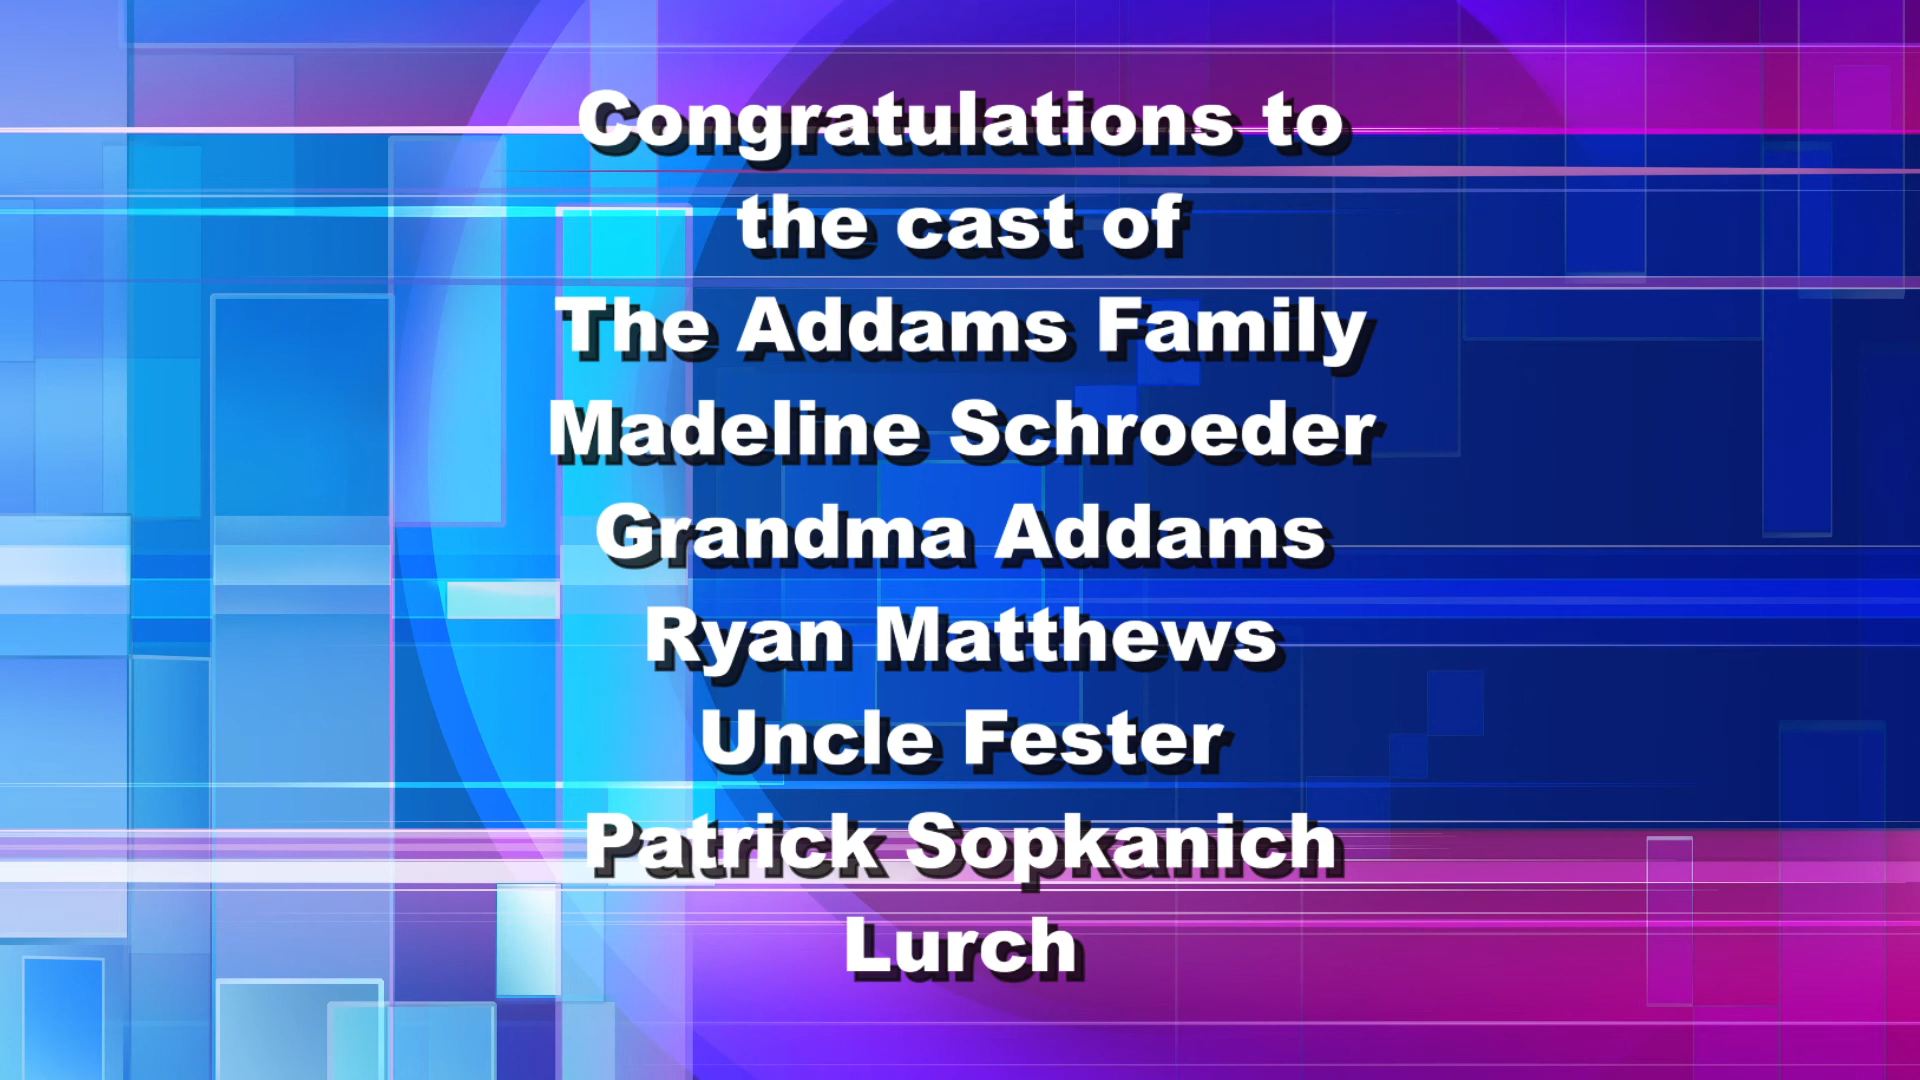 Congratulations to
the cast of
The Addams Family
Madeline Schroeder
Grandma Addams
Ryan Matthews
Uncle Fester
Patrick Sopkanich
Lurch